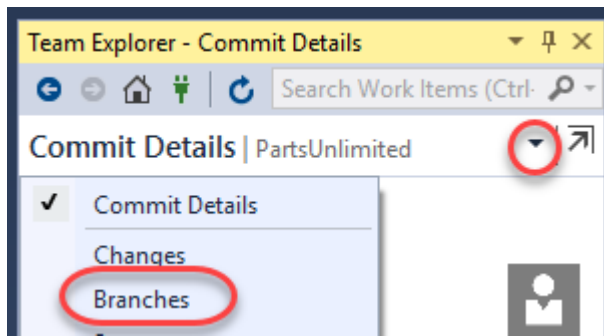 Team Explorer - Commit Details
Search Work Items (Ctrl-
Commit Details | PartsUnlimited
Commit Details
Changes
Branches